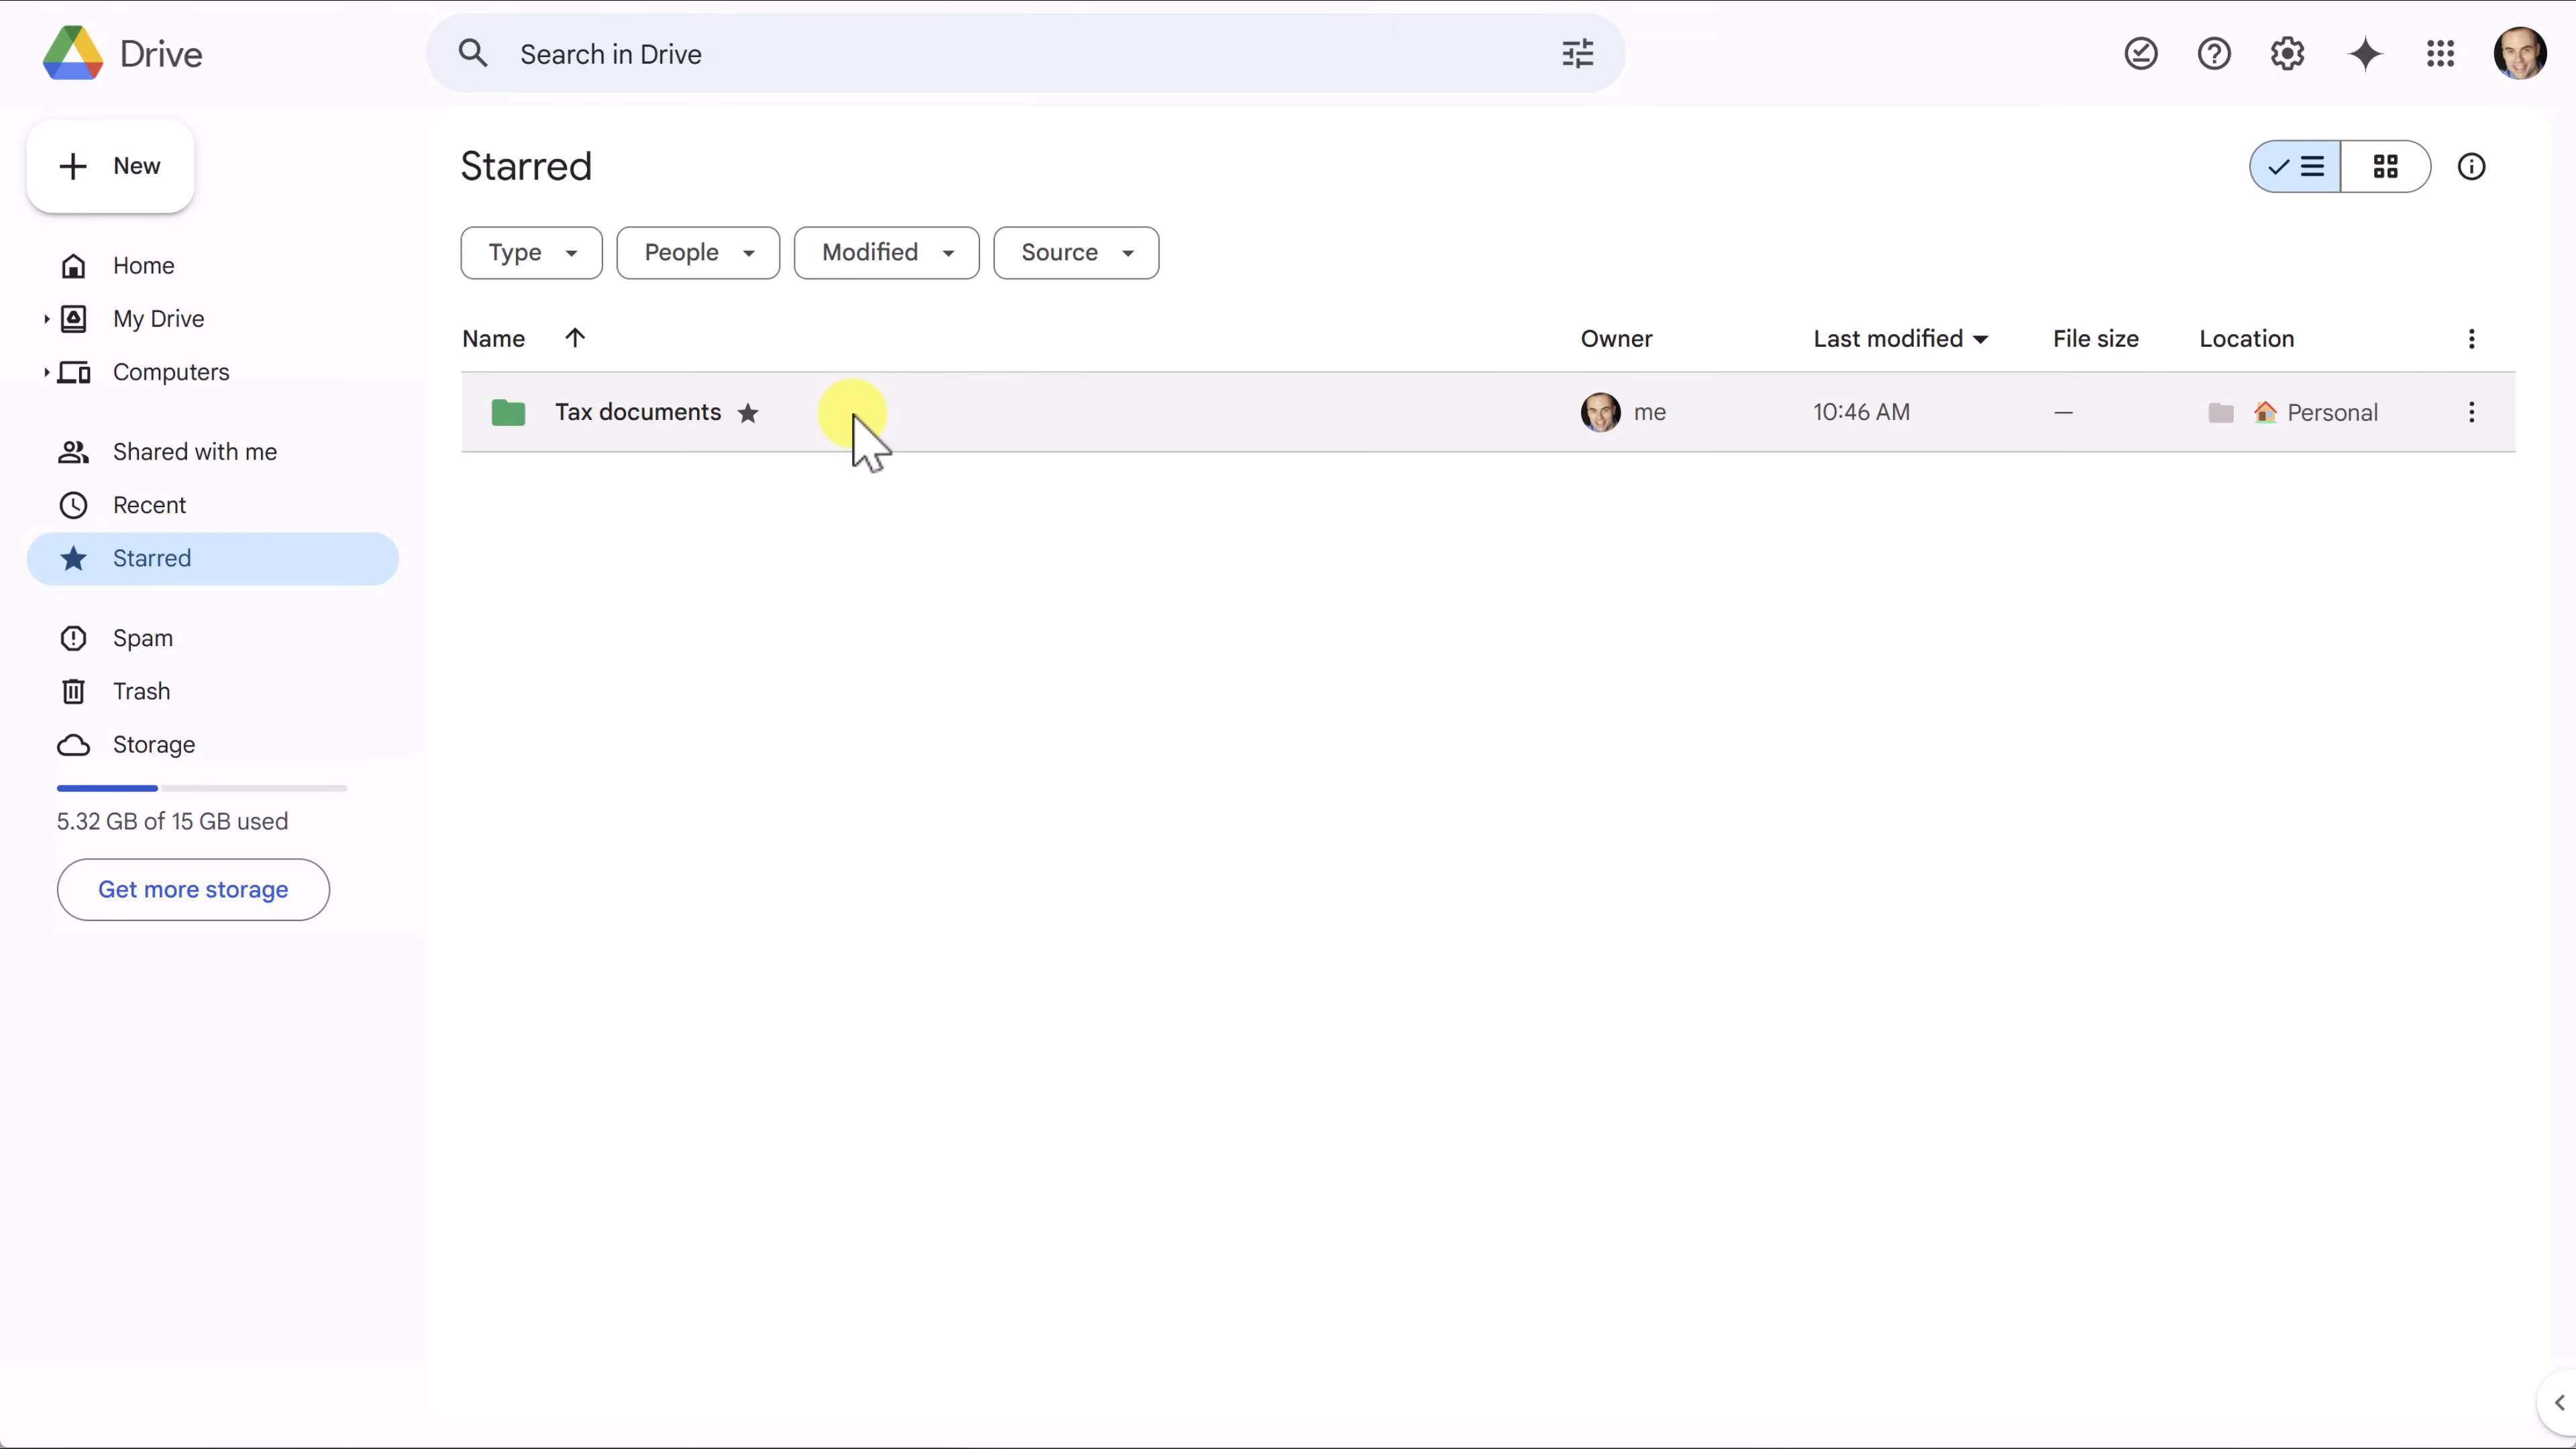 Drive
Search in Drive
New
Home
My Drive
Computers
Shared with me
Recent
Starred
Spam
Trash
Storage
5.32 GB of 15 GB used
Get more storage
Starred
Type
People
Modified
Source
Name
Owner
Last modified
File size
Location
Tax documents
me
10:46 AM
—
Personal